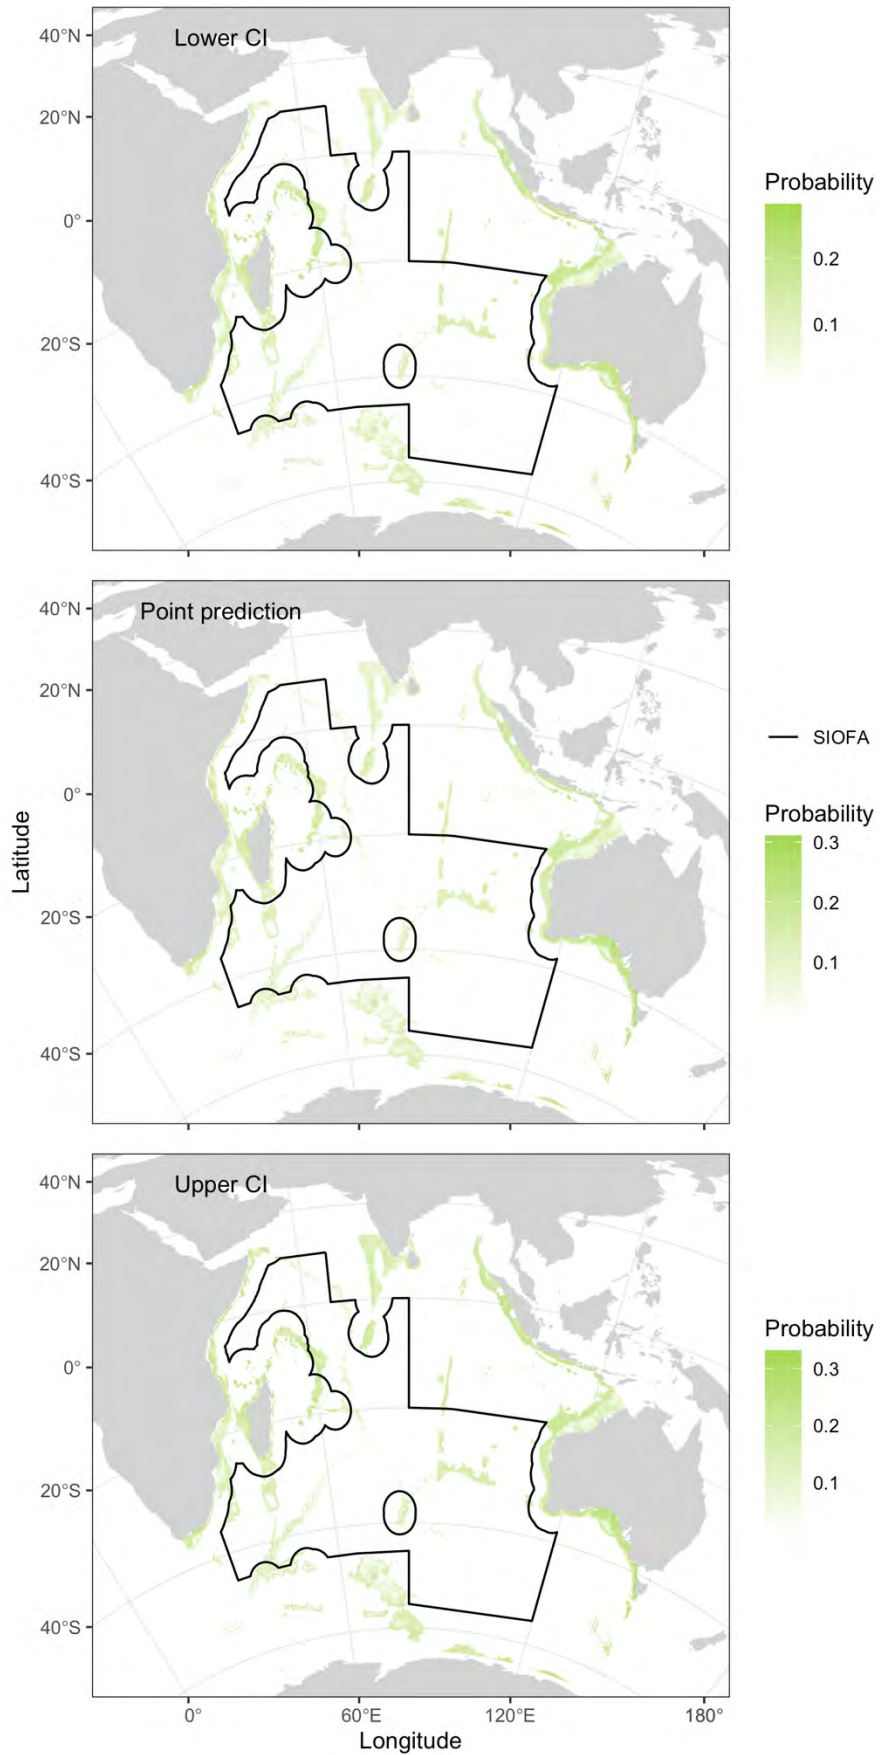 Lower CI
40°N
20°N
0°
20°S
40°S
Probability
0.2
0.1
Point prediction
40°N
20°N
0°
20°S
40°S
Latitude
SIOFA
Probability
0.3
0.2
0.1
Upper CI
40°N
20°N
0°
20°S
40°S
Probability
0.3
0.2
0.1
0° 60°E 120°E 180°
Longitude